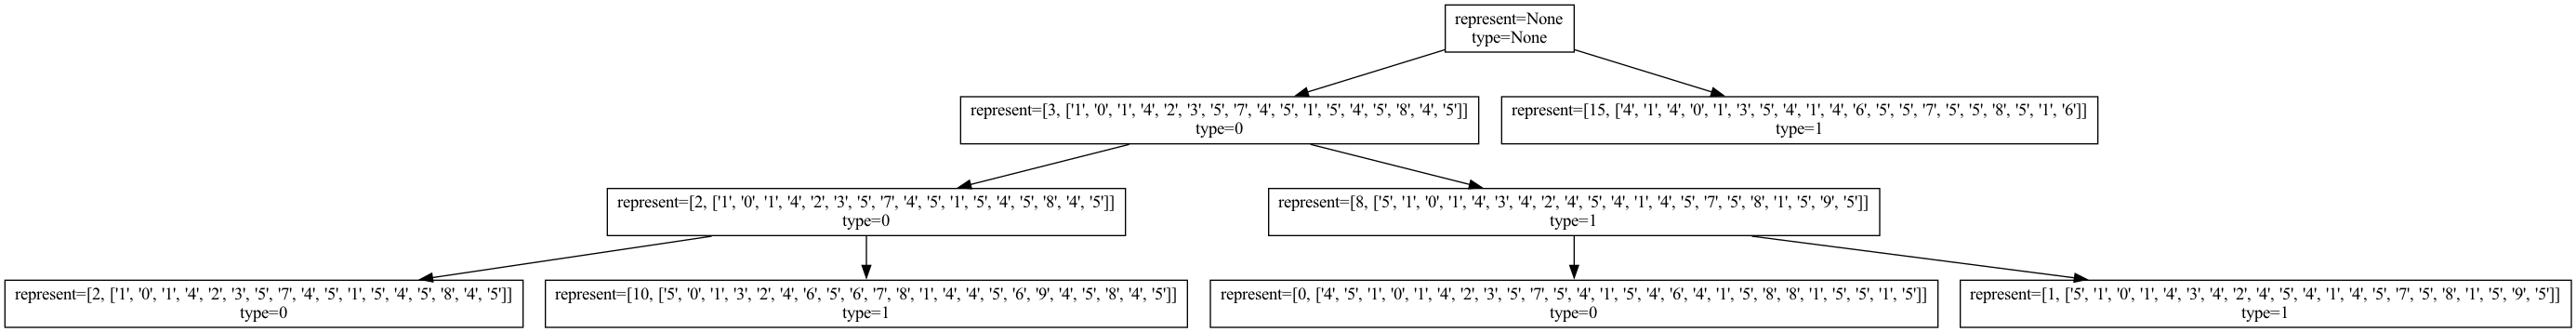 represent=None
type=None
represent=[3, ['1', '0', '1', '4', '2', '3', '5', '7', '4', '5', '1', '5', '4', '5', '8', '4', '5']]
type=0
represent=[15, ['4', '1', '4', '0', '1', '3', '5', '4', '1', '4', '6', '5', '5', '7', '5', '5', '8', '5', '1', '6']]
type=1
represent=[2, ['1', '0', '1', '4', '2', '3', '5', '7', '4', '5', '1', '5', '4', '5', '8', '4', '5']]
type=0
represent=[8, ['5', '1', '0', '1', '4', '3', '4', '2', '4', '5', '4', '1', '4', '5', '7', '5', '8', '1', '5', '9', '5']]
type=1
represent=[2, ['1', '0', '1', '4', '2', '3', '5', '7', '4', '5', '1', '5', '4', '5', '8', '4', '5']]
type=0
represent=[10, ['5', '0', '1', '3', '2', '4', '6', '5', '6', '7', '8', '1', '4', '4', '5', '6', '9', '4', '5', '8', '4', '5']]
type=1
represent=[0, ['4', '5', '1', '0', '1', '4', '2', '3', '5', '7', '5', '4', '1', '5', '4', '6', '4', '1', '5', '8', '8', '1', '5', '5', '1', '5']]
type=0
represent=[1, ['5', '1', '0', '1', '4', '3', '4', '2', '4', '5', '4', '1', '4', '5', '7', '5', '8', '1', '5', '9', '5']]
type=1